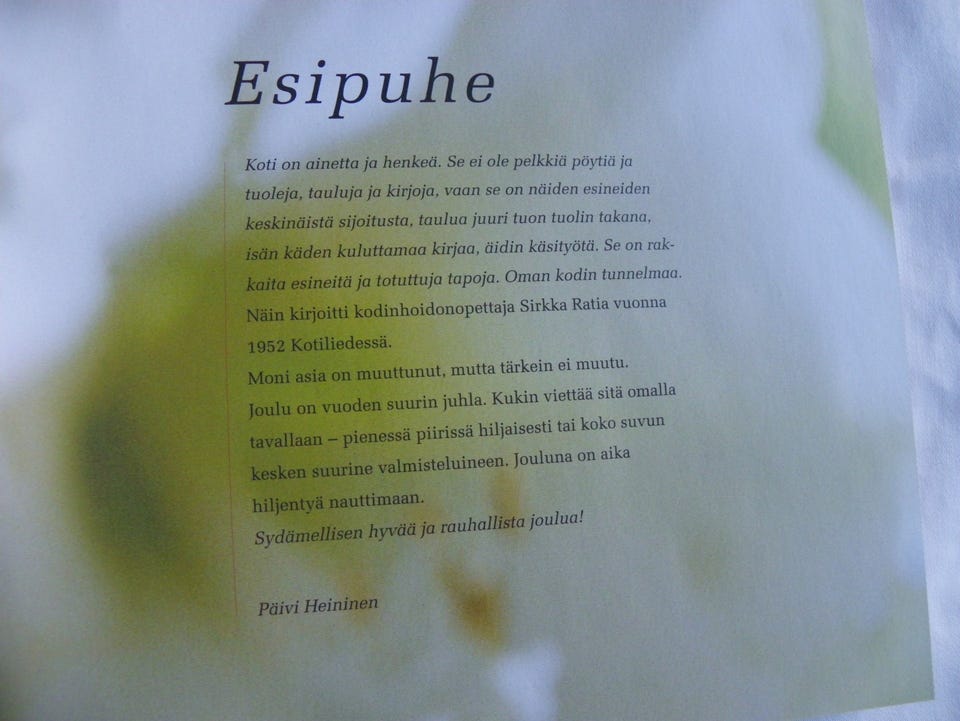 Esipuhe
Koti on ainetta ja henkeä. Se ei ole pelkkiä pöytiä ja
tuoleja, tauluja ja kirjoja, vaan se on näiden esineiden
keskinäistä sijoitusta, taulua juuri tuon tuolin takana,
isän käden kuluttamaa kirjaa, äidin käsityötä. Se on rak-
kaita esineitä ja totuttuja tapoja. Oman kodin tunnelmaa.
Näin kirjoitti kodinhoidonopettaja Sirkka Ratia vuonna
1952 Kotiliedessä.
Moni asia on muuttunut, mutta tärkein ei muutu.
Joulu on vuoden suurin juhla. Kukin viettää sitä omalla
tavallaan – pienessä piirissä hiljaisesti tai koko suvun
kesken suurine valmisteluineen. Jouluna on aika
hiljentyä nauttimaan.
Sydämellisen hyvää ja rauhallista joulua!
Päivi Heininen